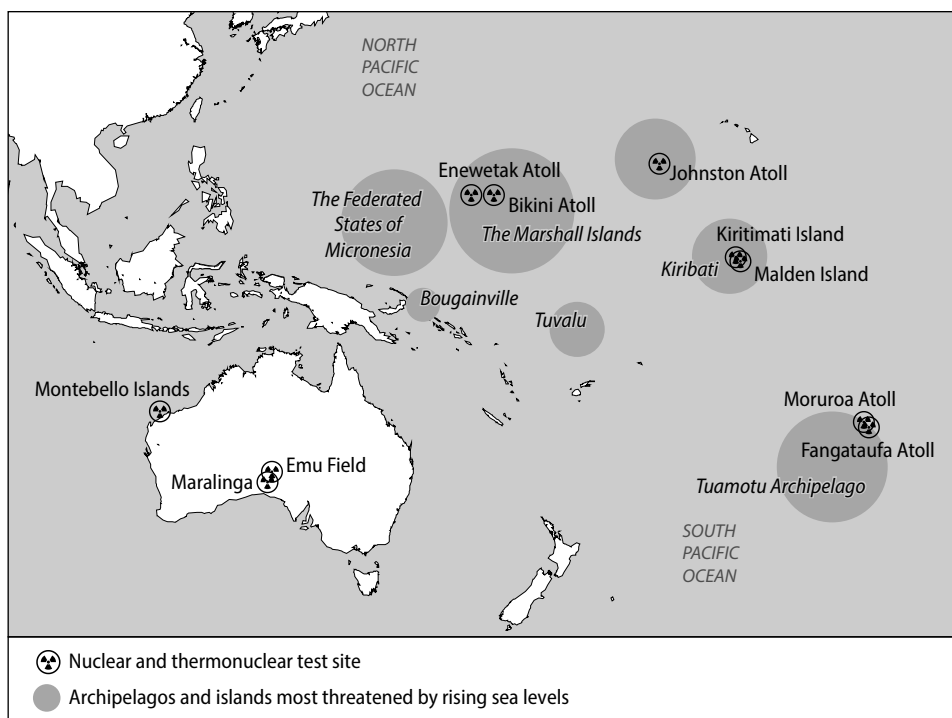 NORTH
PACIFIC
OCEAN
Enewetak Atoll
Johnston Atoll
The Federated
States of
Micronesia
Bikini Atoll
The Marshall Islands
Kiritimati Island
Kiribati
Malden Island
Bougainville
Tuvalu
Montebello Islands
Moruroa Atoll
Fangataufa Atoll
Emu Field
Maralinga
Tuamotu Archipelago
SOUTH
PACIFIC
OCEAN
Nuclear and thermonuclear test site
Archipelagos and islands most threatened by rising sea levels